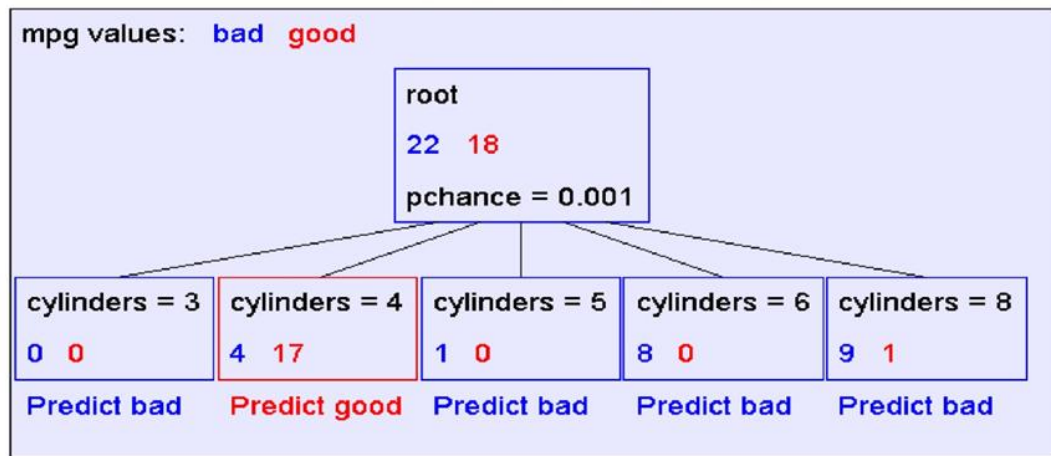 mpg values: bad good
root
22 18
pchance = 0.001
cylinders = 3 cylinders = 4 cylinders = 5 cylinders = 6 cylinders = 8
0 0 4 17 1 0 8 0 9 1
Predict bad Predict good Predict bad Predict bad Predict bad